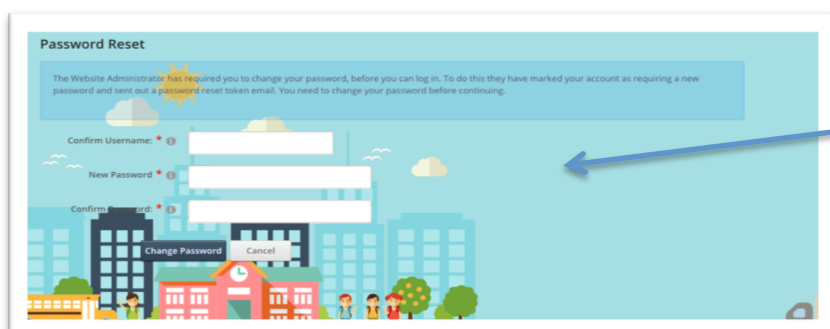 Password Reset
The Website Administrator has required you to change your password, before you can log in. To do this they have marked your account as requiring a new
password and sent out a password reset token email. You need to change your password before continuing.
Confirm Username: *
New Password *
Confirm Password: *
Change Password Cancel